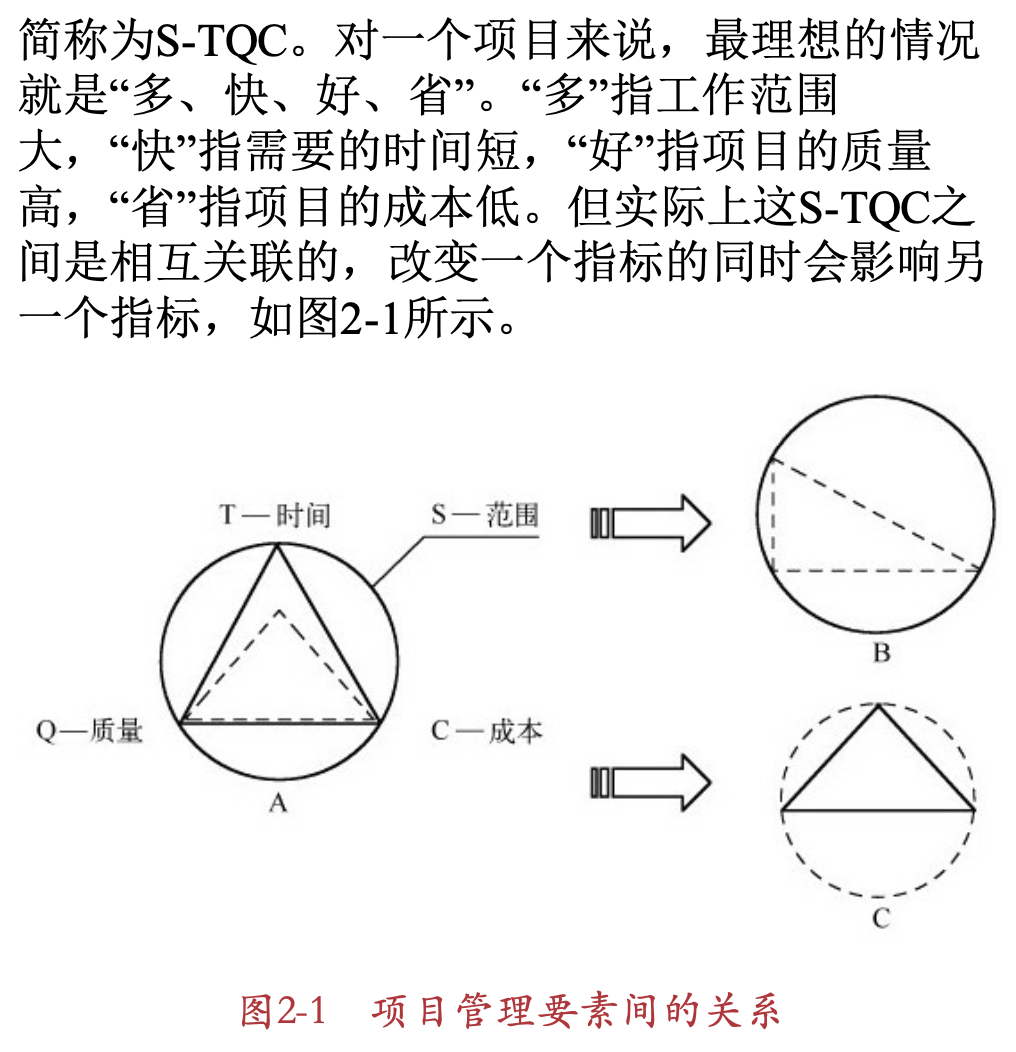 简称为S-TQC。对一个项目来说，最理想的情况
就是“多、快、好、省”。“多”指工作范围
大，“快”指需要的时间短，“好”指项目的质量
高，“省”指项目的成本低。但实际上这S-TQC之
间是相互关联的，改变一个指标的同时会影响另
一个指标，如图2-1所示。
T—时间
S—范围
B
Q—质量
C—成本
A
C
图2-1 项目管理要素间的关系